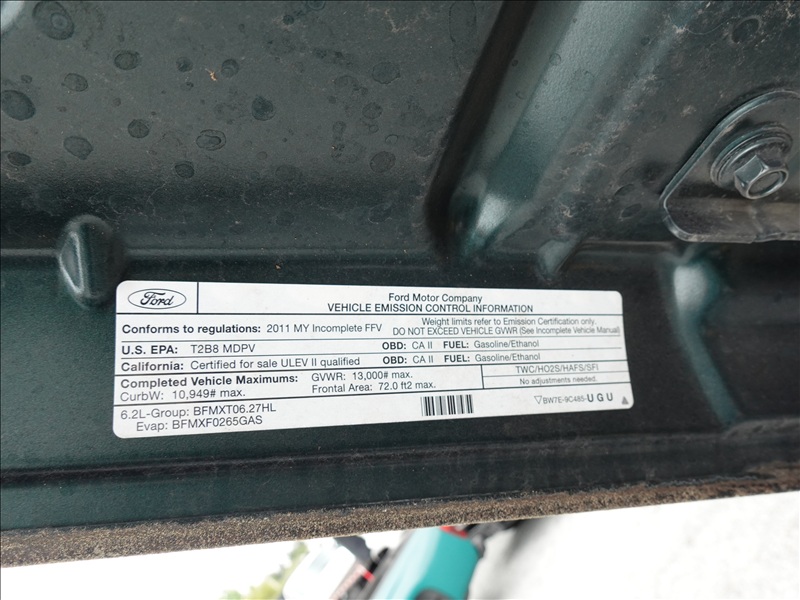 Ford
Ford Motor Company
VEHICLE EMISSION CONTROL INFORMATION
Conforms to regulations: 2011 MY Incomplete FFV
Weight limits refer to Emission Certification only.
DO NOT EXCEED VEHICLE GVWR (See Incomplete Vehicle Manual)
U.S. EPA: T2B8 MDPV OBD: CA II FUEL: Gasoline/Ethanol
California: Certified for sale ULEV II qualified OBD: CA II FUEL: Gasoline/Ethanol
Completed Vehicle Maximums: GVWR: 13,000# max.
CurbW: 10,949# max. Frontal Area: 72.0 ft2 max.
TWC/HO2S/HAFS/SFI
No adjustments needed.
6.2L-Group: BFMXT06.27HL
Evap: BFMXF0265GAS
BW7E-9C485-UGU